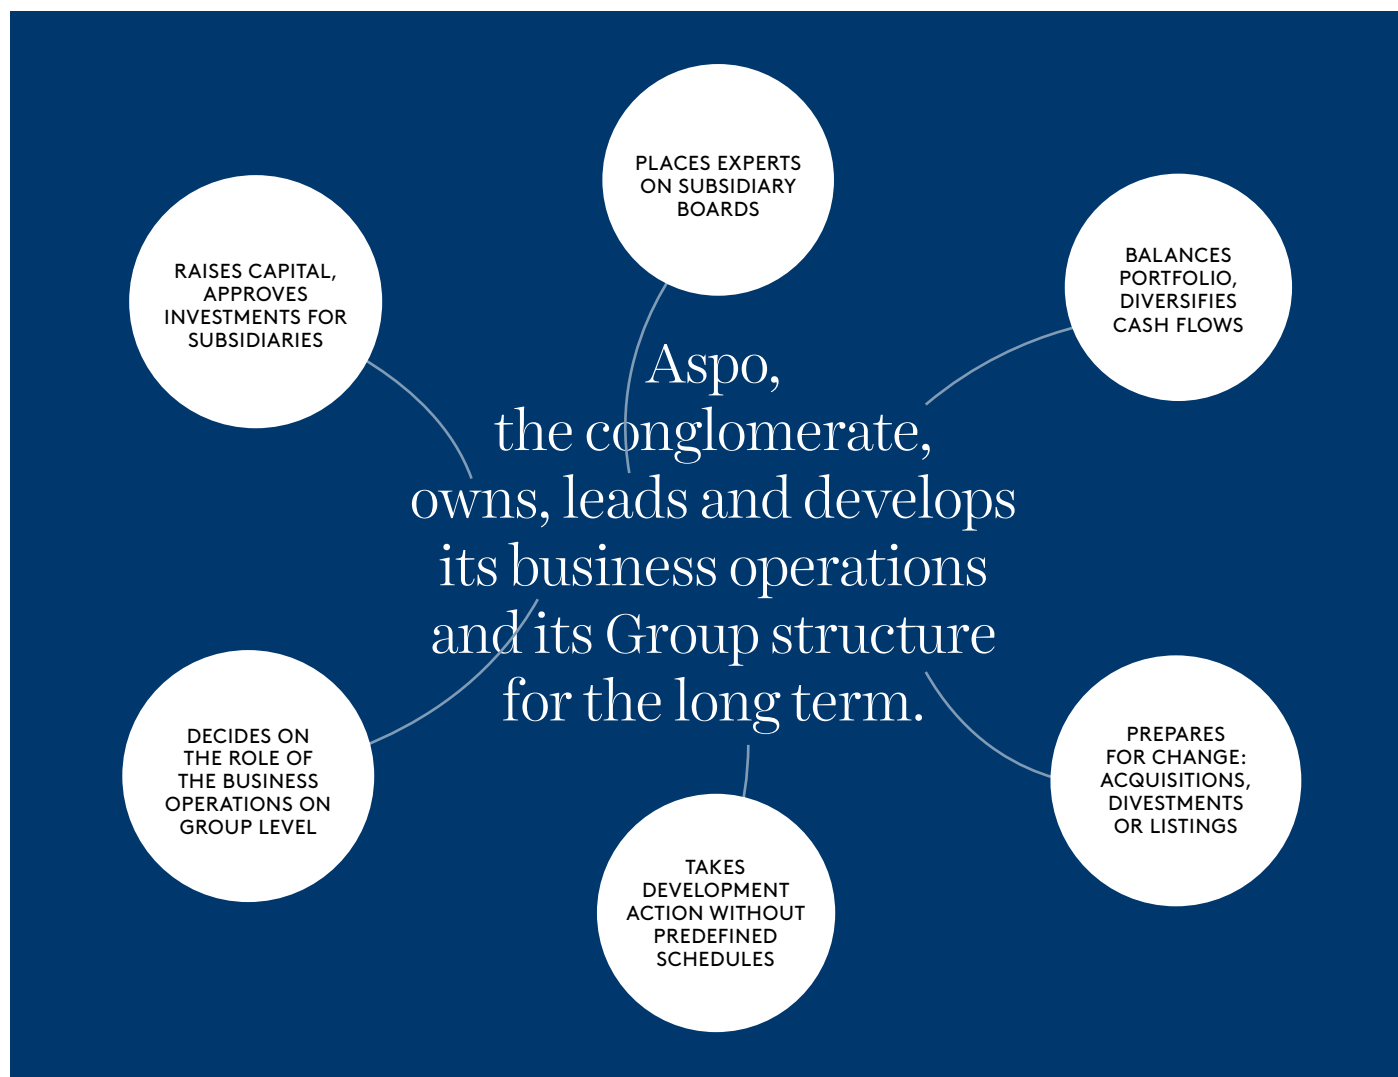 PLACES EXPERTS
ON SUBSIDIARY
BOARDS
RAISES CAPITAL,
APPROVES
INVESTMENTS FOR
SUBSIDIARIES
BALANCES
PORTFOLIO,
DIVERSIFIES
CASH FLOWS
Aspo,
the conglomerate,
owns, leads and develops
its business operations
and its Group structure
for the long term.
DECIDES ON
THE ROLE OF
THE BUSINESS
OPERATIONS ON
GROUP LEVEL
PREPARES
FOR CHANGE:
ACQUISITIONS,
DIVESTMENTS
OR LISTINGS
TAKES
DEVELOPMENT
ACTION WITHOUT
PREDEFINED
SCHEDULES